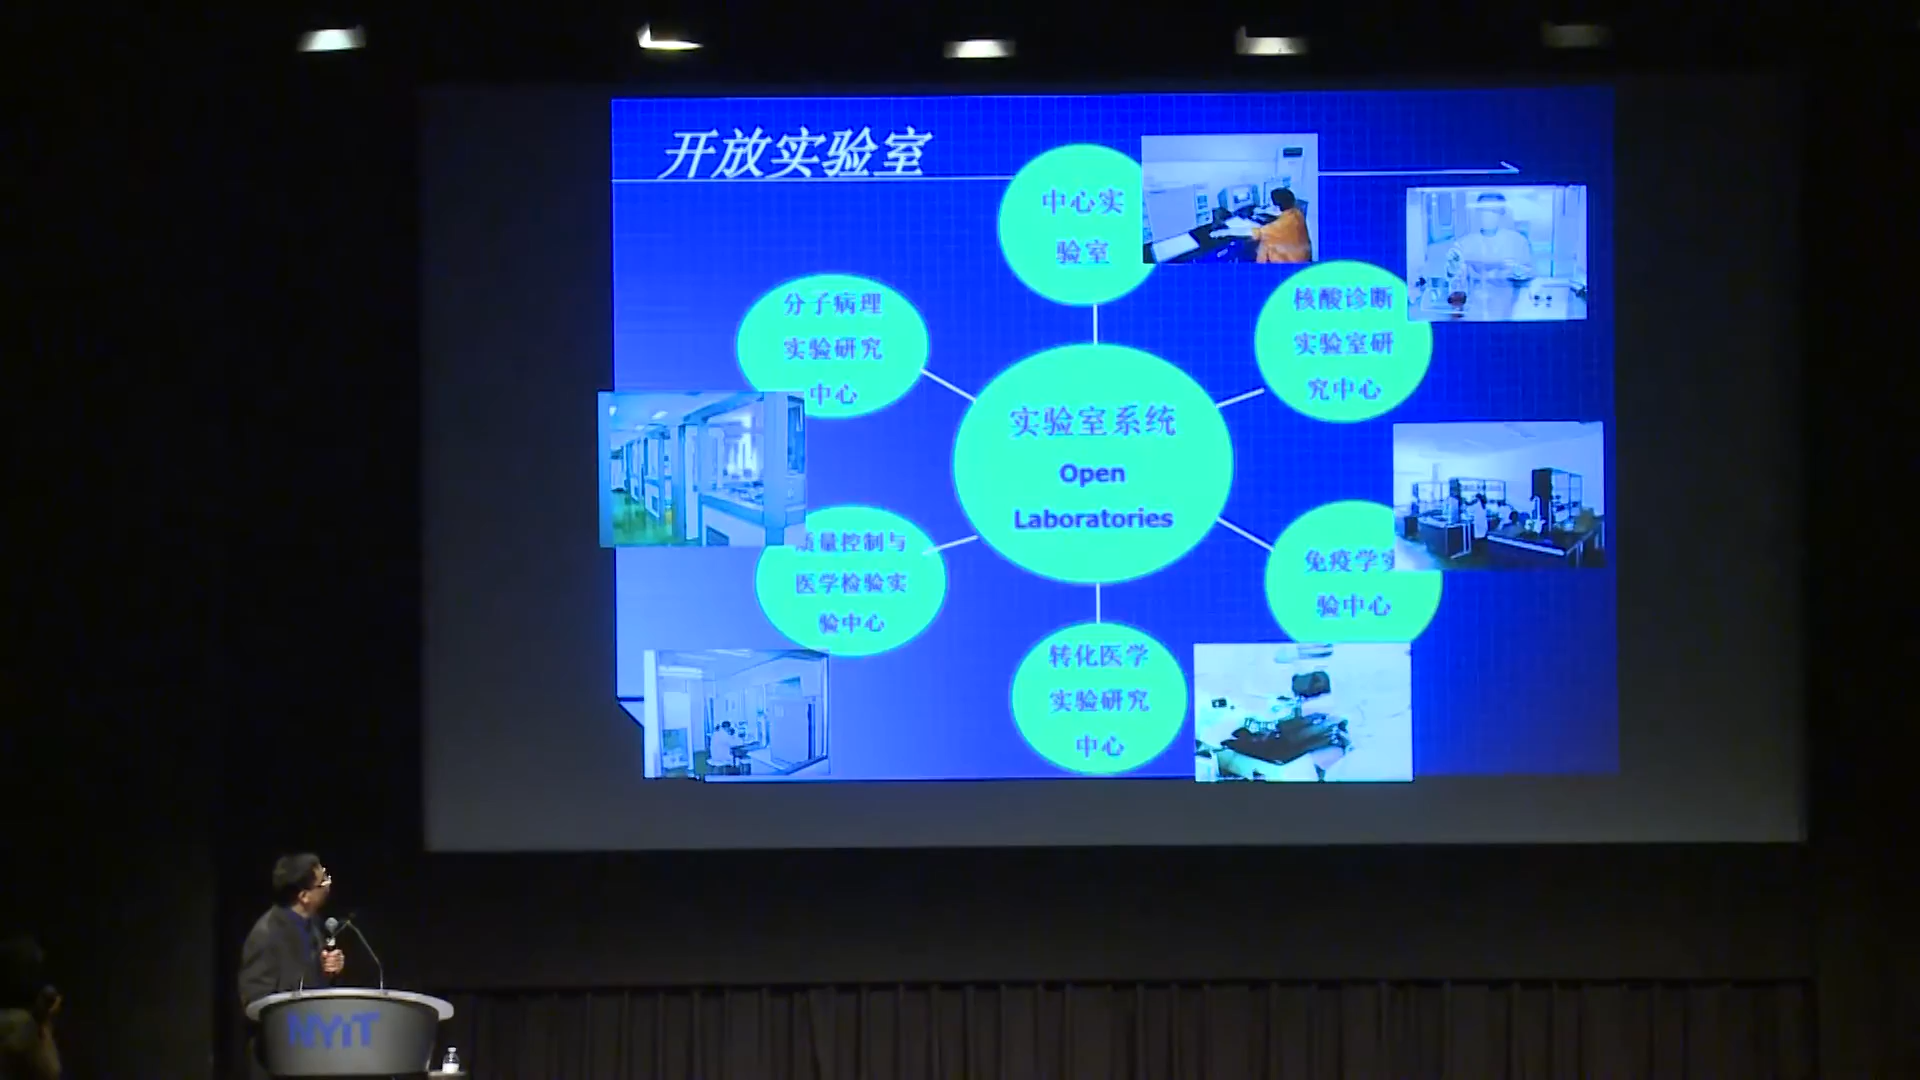 开放实验室
中心实
验室
分子病理
实验研究
中心
核酸诊断
实验室研
究中心
实验室系统
Open
Laboratories
质量控制与
医学检验实
验中心
免疫学实
验中心
转化医学
实验研究
中心
NYiT